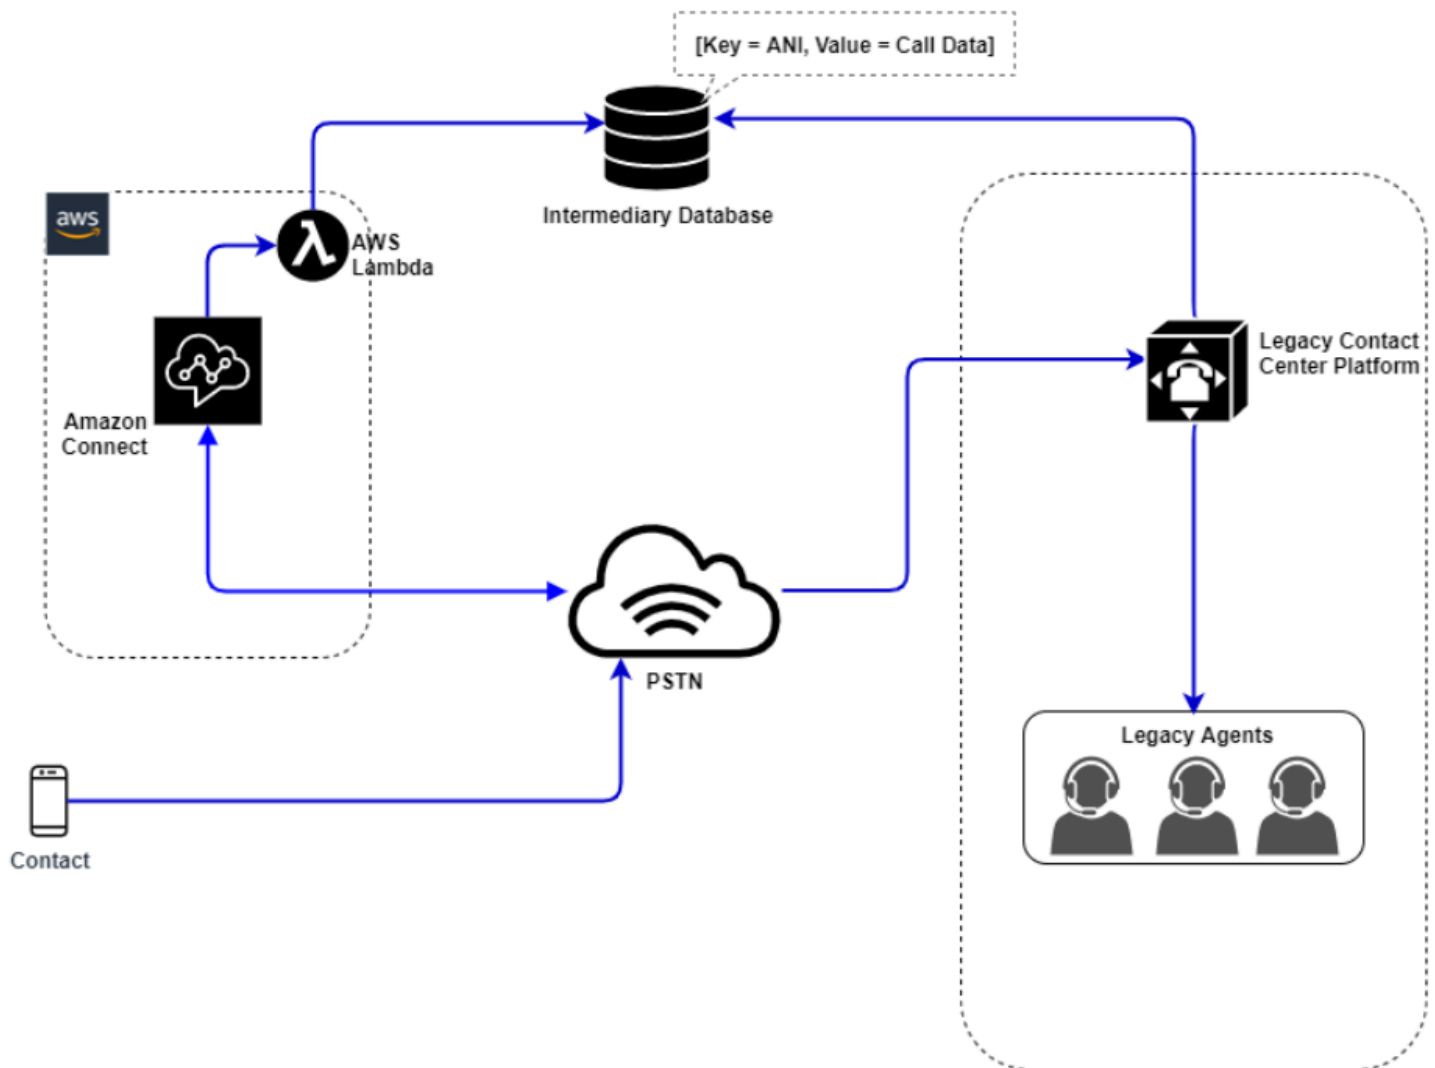 [Key = ANI, Value = Call Data]
Intermediary Database
aws
AWS
Lambda
Legacy Contact
Center Platform
Amazon
Connect
PSTN
Legacy Agents
Contact